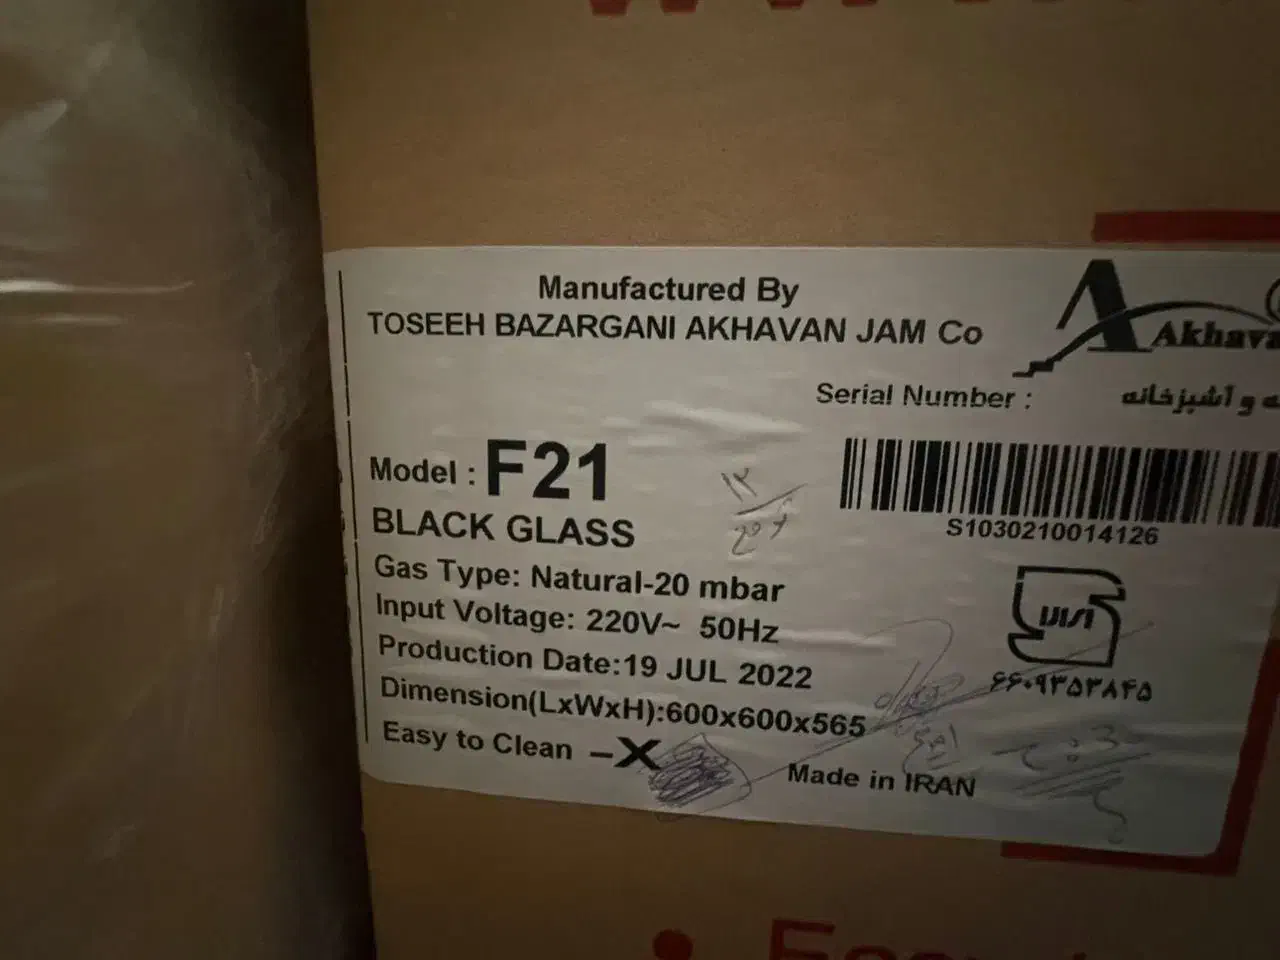 Manufactured By
TOSEEH BAZARGANI AKHAVAN JAM Co
Akhava
Serial Number :
ه و آشپزخانه
Model : F21
S1030210014126
BLACK GLASS
Gas Type: Natural-20 mbar
Input Voltage: 220V~ 50Hz
Production Date:19 JUL 2022
۶۶۰۹۳۵۳۸۴۵
Dimension(LxWxH):600x600x565
Easy to Clean –X
Made in IRAN